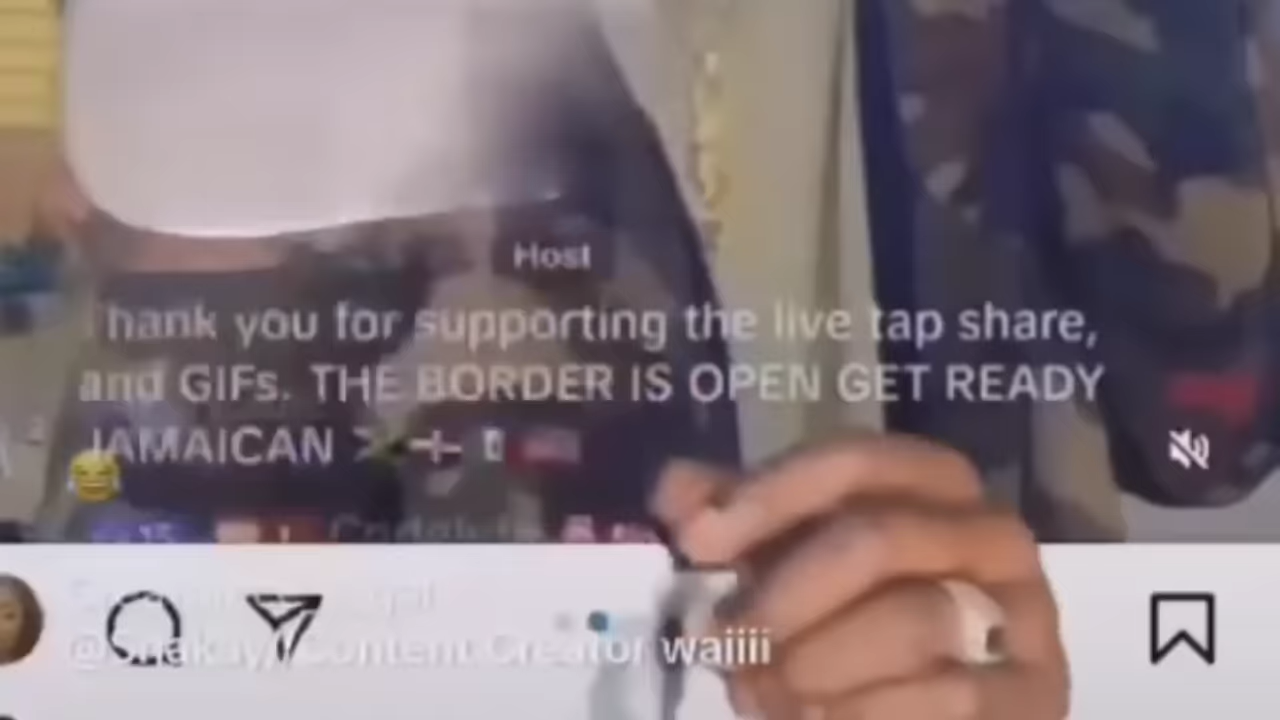 Host
hank you for supporting the live tap share,
and GIFs. THE BORDER IS OPEN GET READY
JAMAICAN
Content Creator waiiii